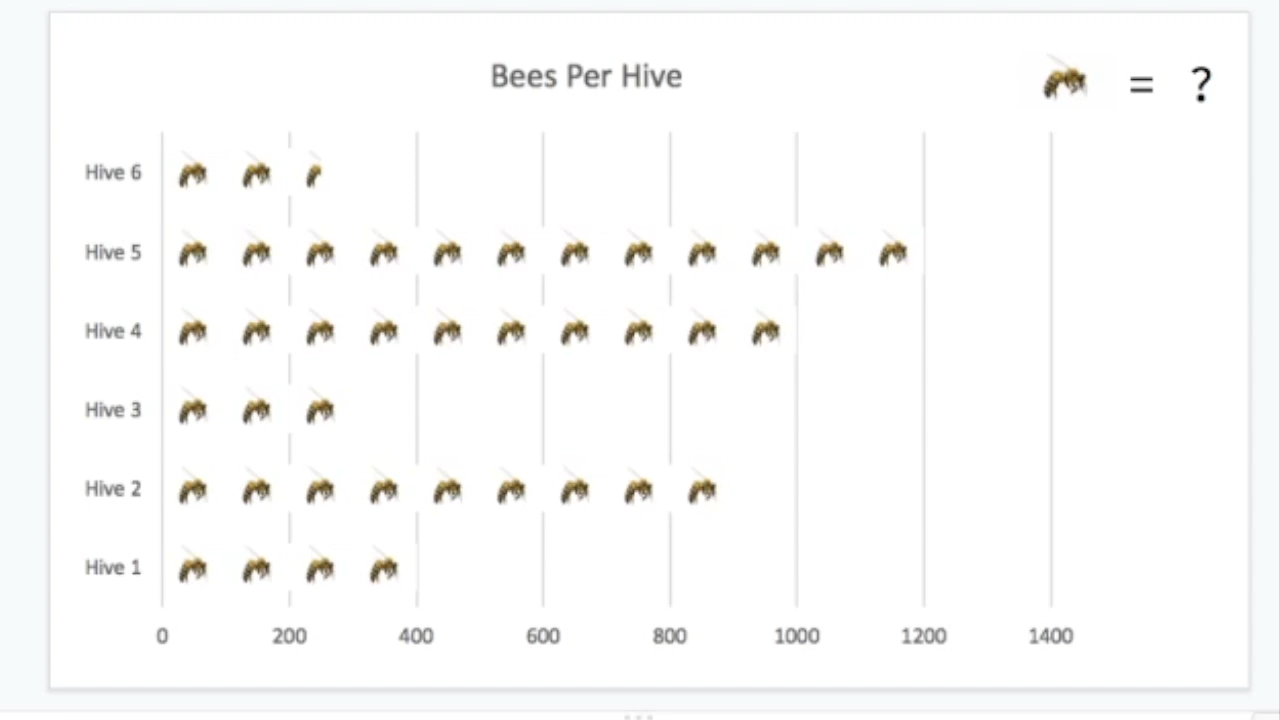 Bees Per Hive
= ?
Hive 6
Hive 5
Hive 4
Hive 3
Hive 2
Hive 1
0 200 400 600 800 1000 1200 1400